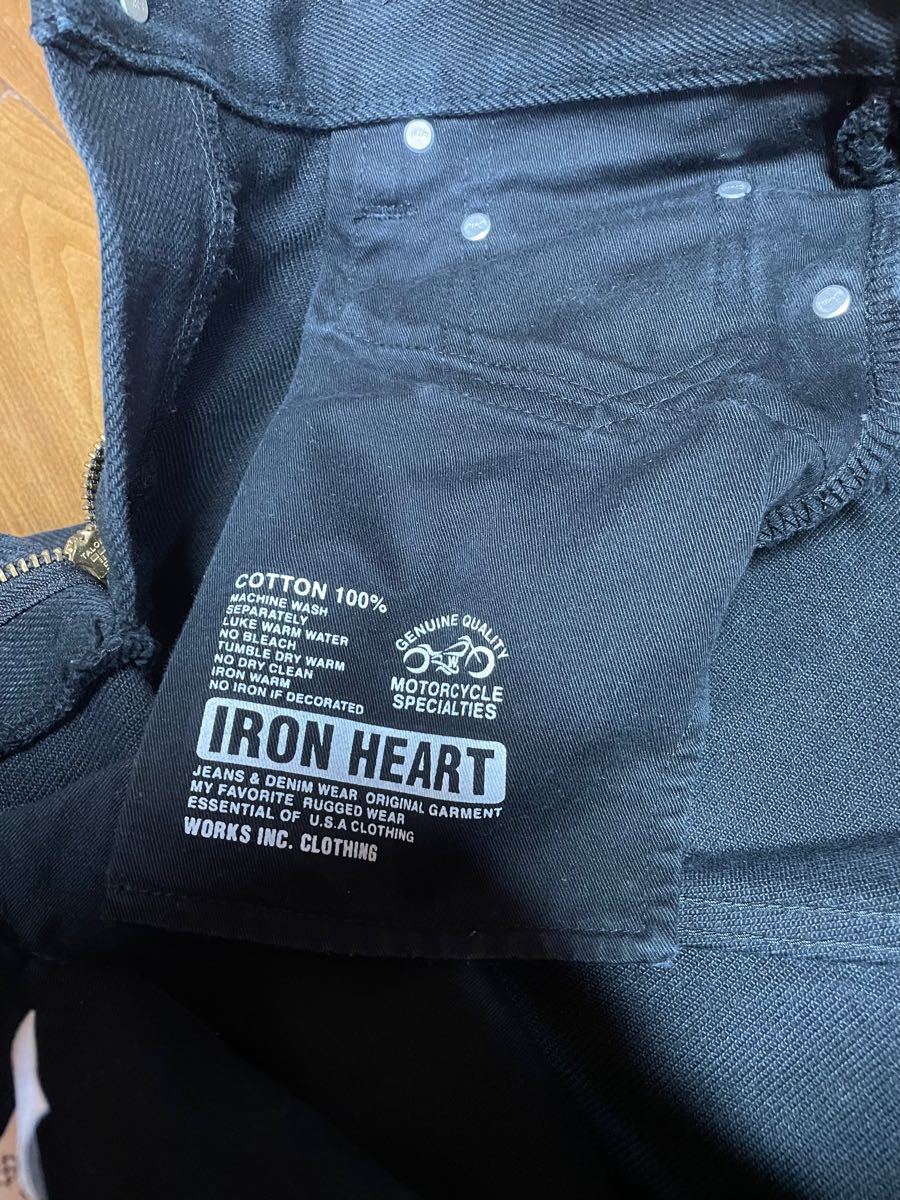 COTTON 100%
MACHINE WASH
SEPARATELY
LUKE WARM WATER
NO BLEACH
TUMBLE DRY WARM
NO DRY CLEAN
IRON WARM
NO IRON IF DECORATED
GENUINE QUALITY
W
MOTORCYCLE
SPECIALTIES
IRON HEART
JEANS & DENIM WEAR ORIGINAL GARMENT
MY FAVORITE RUGGED WEAR
ESSENTIAL OF U.S.A CLOTHING
WORKS INC. CLOTHING